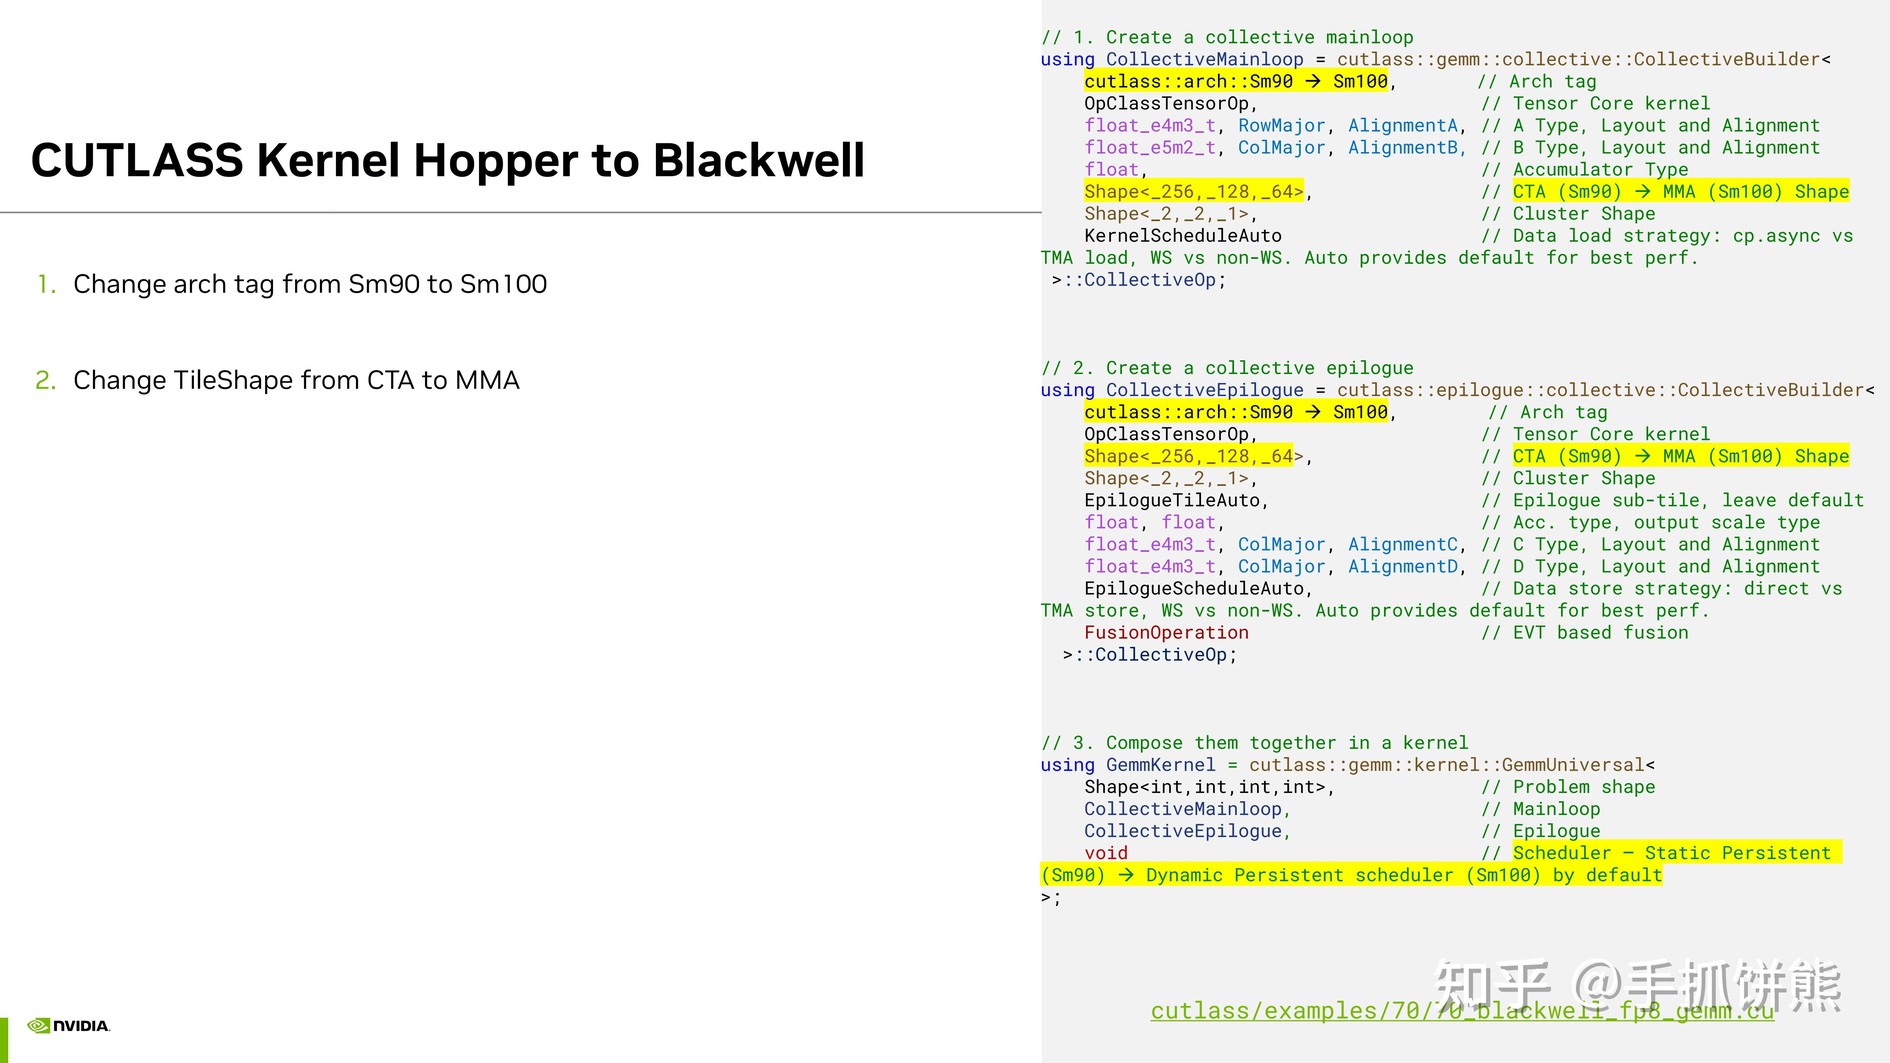 CUTLASS Kernel Hopper to Blackwell
1. Change arch tag from Sm90 to Sm100
2. Change TileShape from CTA to MMA
// 1. Create a collective mainloop
using CollectiveMainloop = cutlass::gemm::collective::CollectiveBuilder<
    cutlass::arch::Sm90 → Sm100,        // Arch tag
    OpClassTensorOp,                    // Tensor Core kernel
    float_e4m3_t, RowMajor, AlignmentA, // A Type, Layout and Alignment
    float_e5m2_t, ColMajor, AlignmentB, // B Type, Layout and Alignment
    float,                              // Accumulator Type
    Shape<_256,_128,_64>,               // CTA (Sm90) → MMA (Sm100) Shape
    Shape<_2,_2,_1>,                    // Cluster Shape
    KernelScheduleAuto                  // Data load strategy: cp.async vs
TMA load, WS vs non-WS. Auto provides default for best perf.
 >::CollectiveOp;
// 2. Create a collective epilogue
using CollectiveEpilogue = cutlass::epilogue::collective::CollectiveBuilder<
    cutlass::arch::Sm90 → Sm100,         // Arch tag
    OpClassTensorOp,                    // Tensor Core kernel
    Shape<_256,_128,_64>,               // CTA (Sm90) → MMA (Sm100) Shape
    Shape<_2,_2,_1>,                    // Cluster Shape
    EpilogueTileAuto,                   // Epilogue sub-tile, leave default
    float, float,                       // Acc. type, output scale type
    float_e4m3_t, ColMajor, AlignmentC, // C Type, Layout and Alignment
    float_e4m3_t, ColMajor, AlignmentD, // D Type, Layout and Alignment
    EpilogueScheduleAuto,               // Data store strategy: direct vs
TMA store, WS vs non-WS. Auto provides default for best perf.
    FusionOperation                     // EVT based fusion
  >::CollectiveOp;
// 3. Compose them together in a kernel
using GemmKernel = cutlass::gemm::kernel::GemmUniversal<
    Shape<int,int,int,int>,             // Problem shape
    CollectiveMainloop,                 // Mainloop
    CollectiveEpilogue,                 // Epilogue
    void                                // Scheduler – Static Persistent
(Sm90) → Dynamic Persistent scheduler (Sm100) by default
>;
知乎 @手抓饼熊
cutlass/examples/70/70_blackwell_fp8_gemm.cu
NVIDIA.